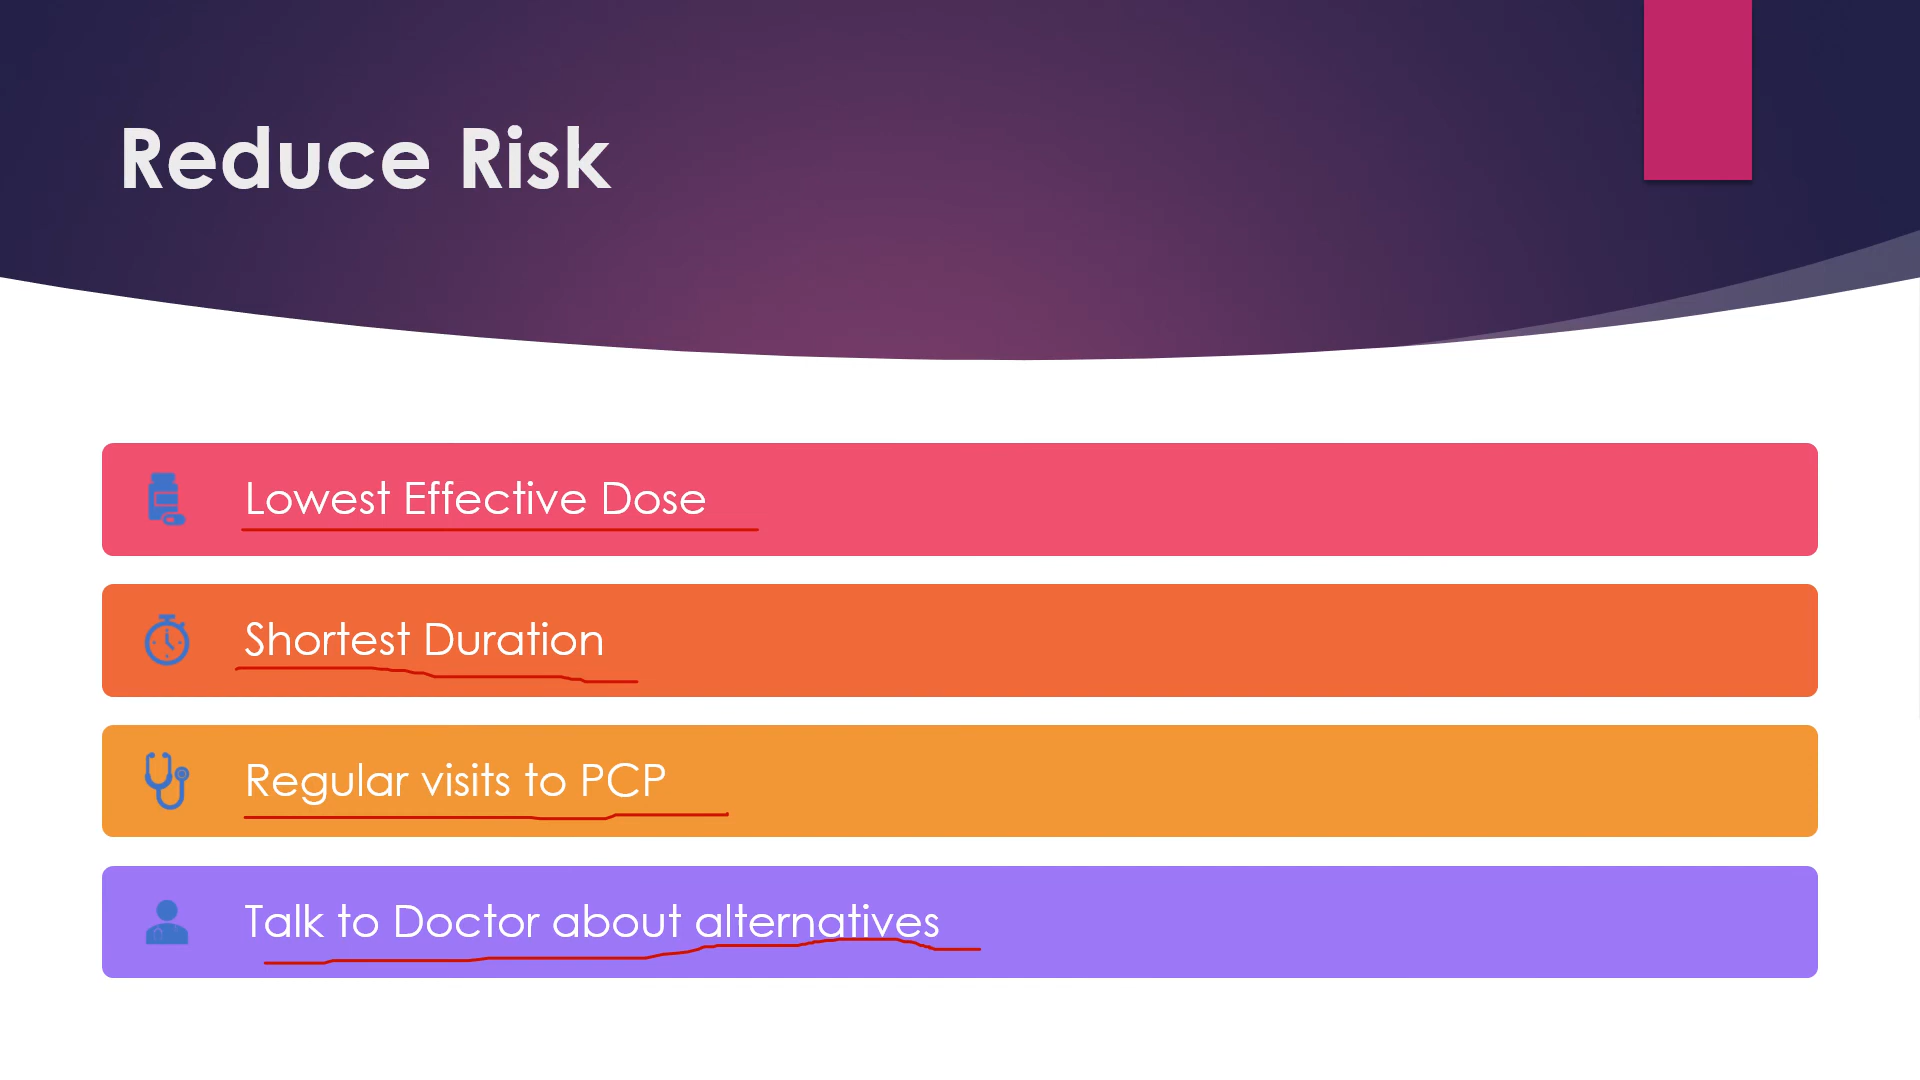 Reduce Risk
Lowest Effective Dose
Shortest Duration
Regular visits to PCP
Talk to Doctor about alternatives